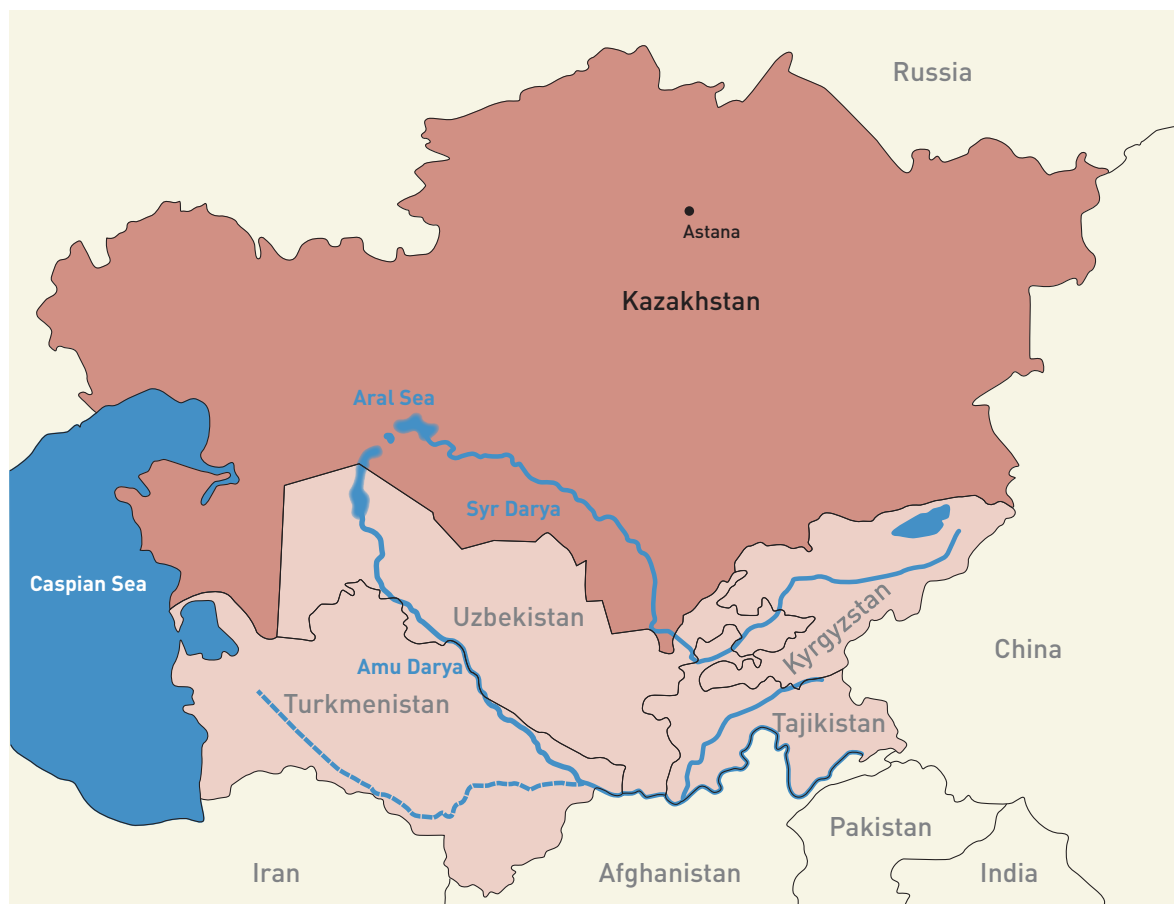 Russia
Astana
Kazakhstan
Aral Sea
Syr Darya
Caspian Sea
Uzbekistan
Kyrgyzstan
China
Amu Darya
Turkmenistan
Tajikistan
Pakistan
Iran
Afghanistan
India